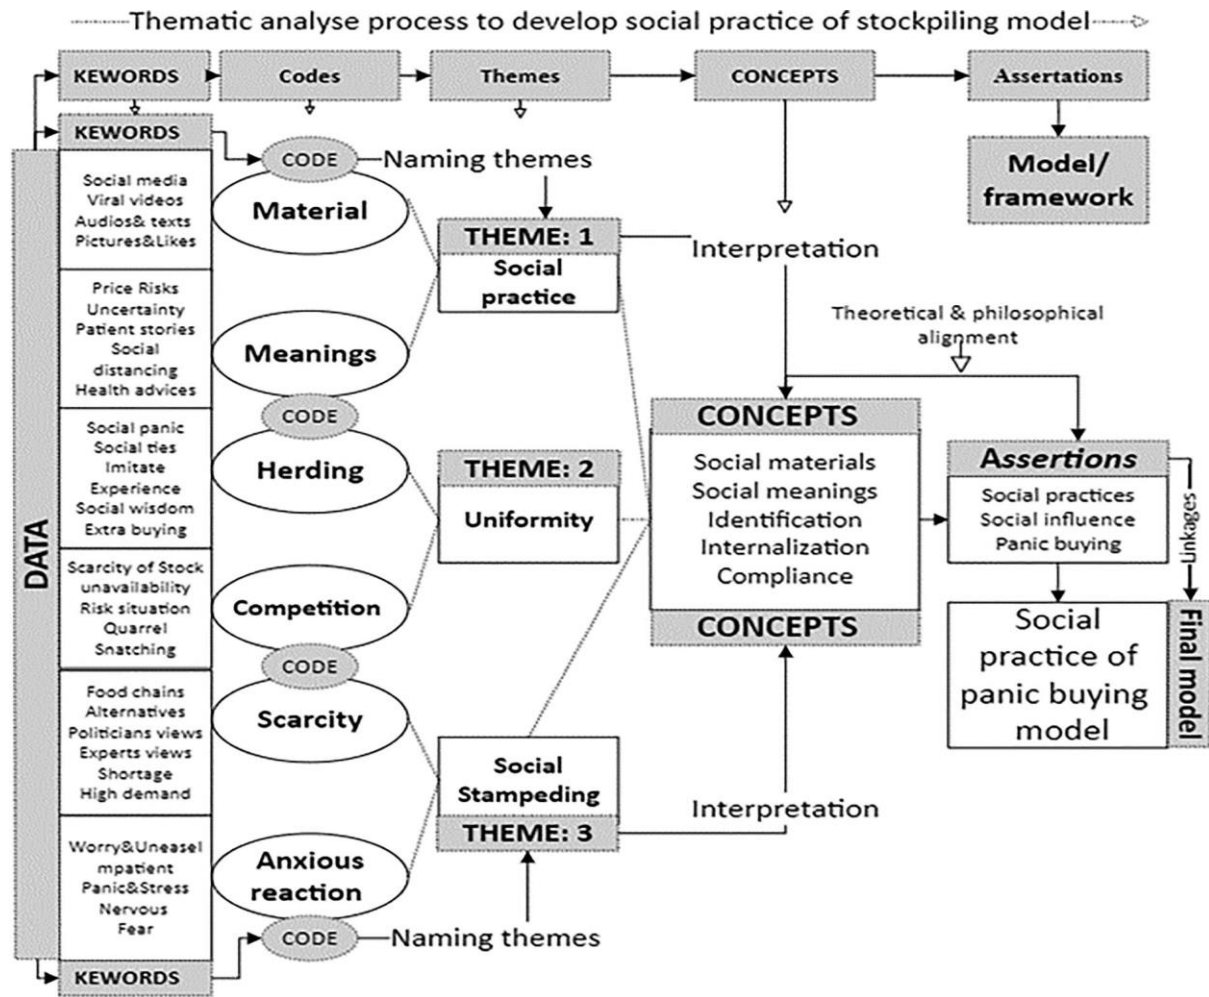 Thematic analyse process to develop social practice of stockpiling model
KEWORDS
Codes
Themes
CONCEPTS
Assertations
Model/
framework
DATA
KEWORDS
Social media
Viral videos
Audios& texts
Pictures&Likes
Price Risks
Uncertainty
Patient stories
Social
distancing
Health advices
Social panic
Social ties
Imitate
Experience
Social wisdom
Extra buying
Scarcity of Stock
unavailability
Risk situation
Quarrel
Snatching
Food chains
Alternatives
Politicians views
Experts views
Shortage
High demand
Worry&Uneasel
mpatient
Panic&Stress
Nervous
Fear
KEWORDS
CODE
Naming themes
Material
Meanings
CODE
Herding
Competition
CODE
Scarcity
Anxious
reaction
CODE
Naming themes
THEME: 1
Social
practice
THEME: 2
Uniformity
Social
Stampeding
THEME: 3
Interpretation
Theoretical & philosophical
alignment
CONCEPTS
Social materials
Social meanings
Identification
Internalization
Compliance
CONCEPTS
Interpretation
Assertions
Social practices
Social influence
Panic buying
Linkages
Social
practice of
panic buying
model
Final model